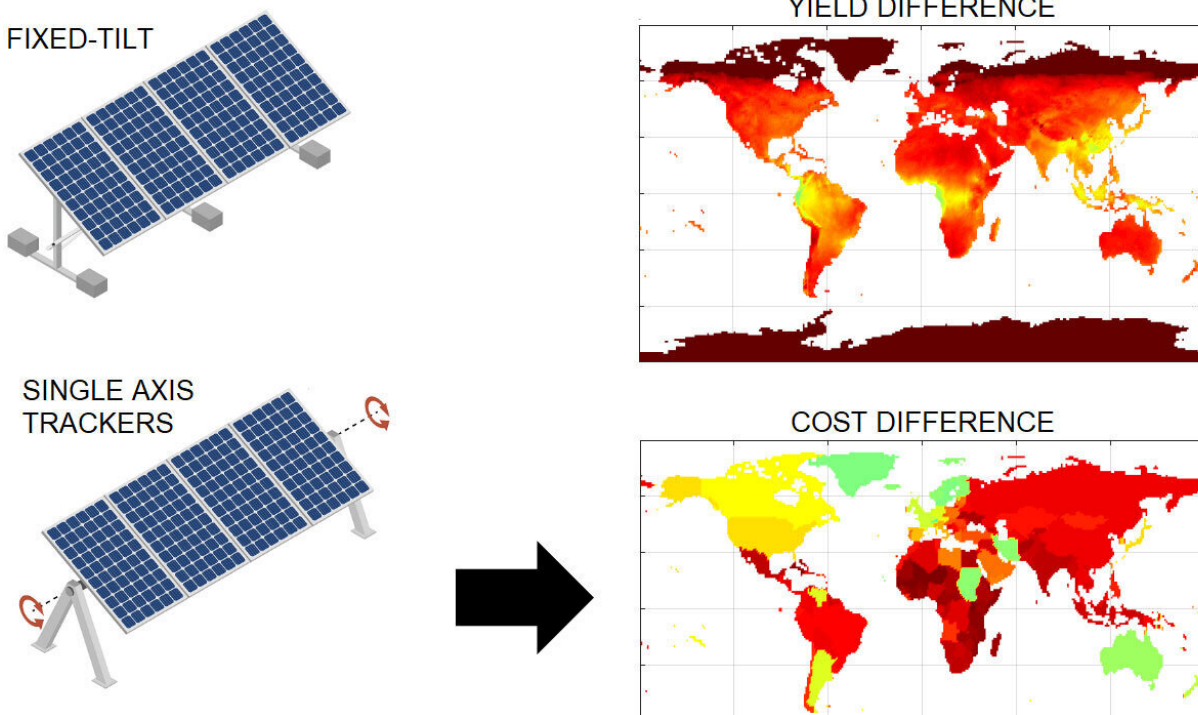 FIXED-TILT
YIELD DIFFERENCE
SINGLE AXIS
TRACKERS
COST DIFFERENCE